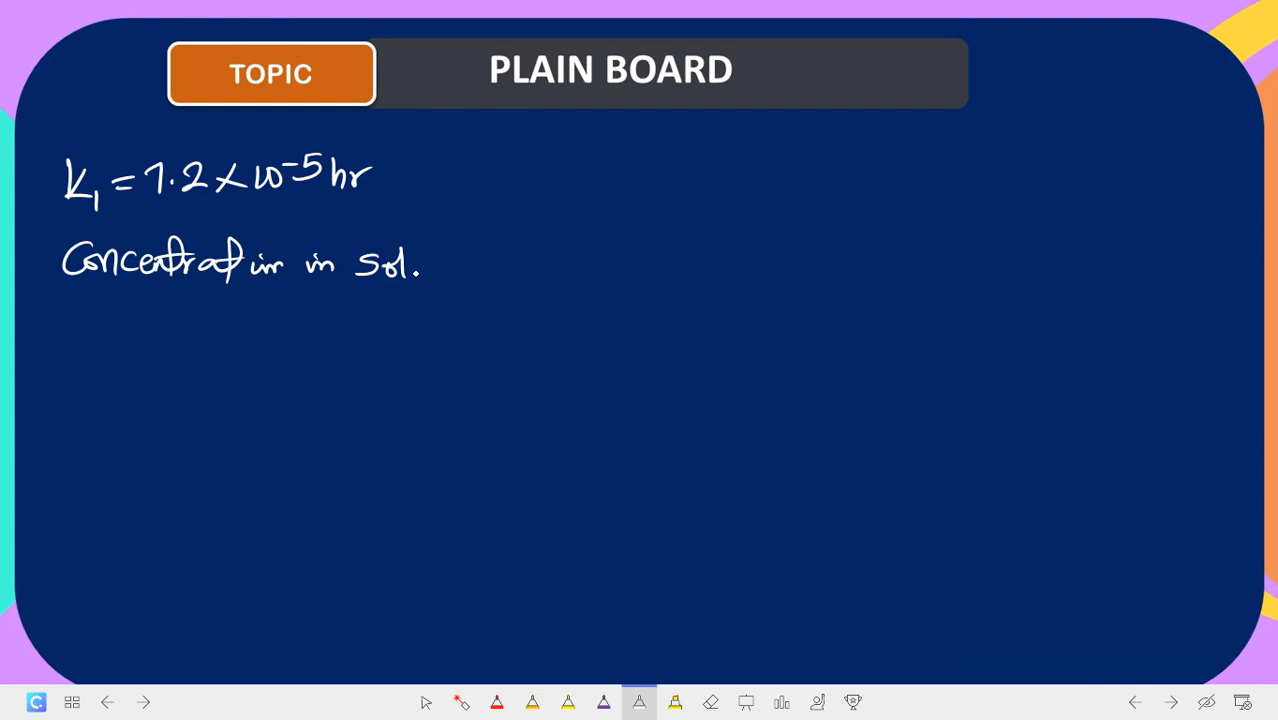 TOPIC
PLAIN BOARD
K₁ = 7.2 × 10⁻⁵ hr
Concentration in sol.